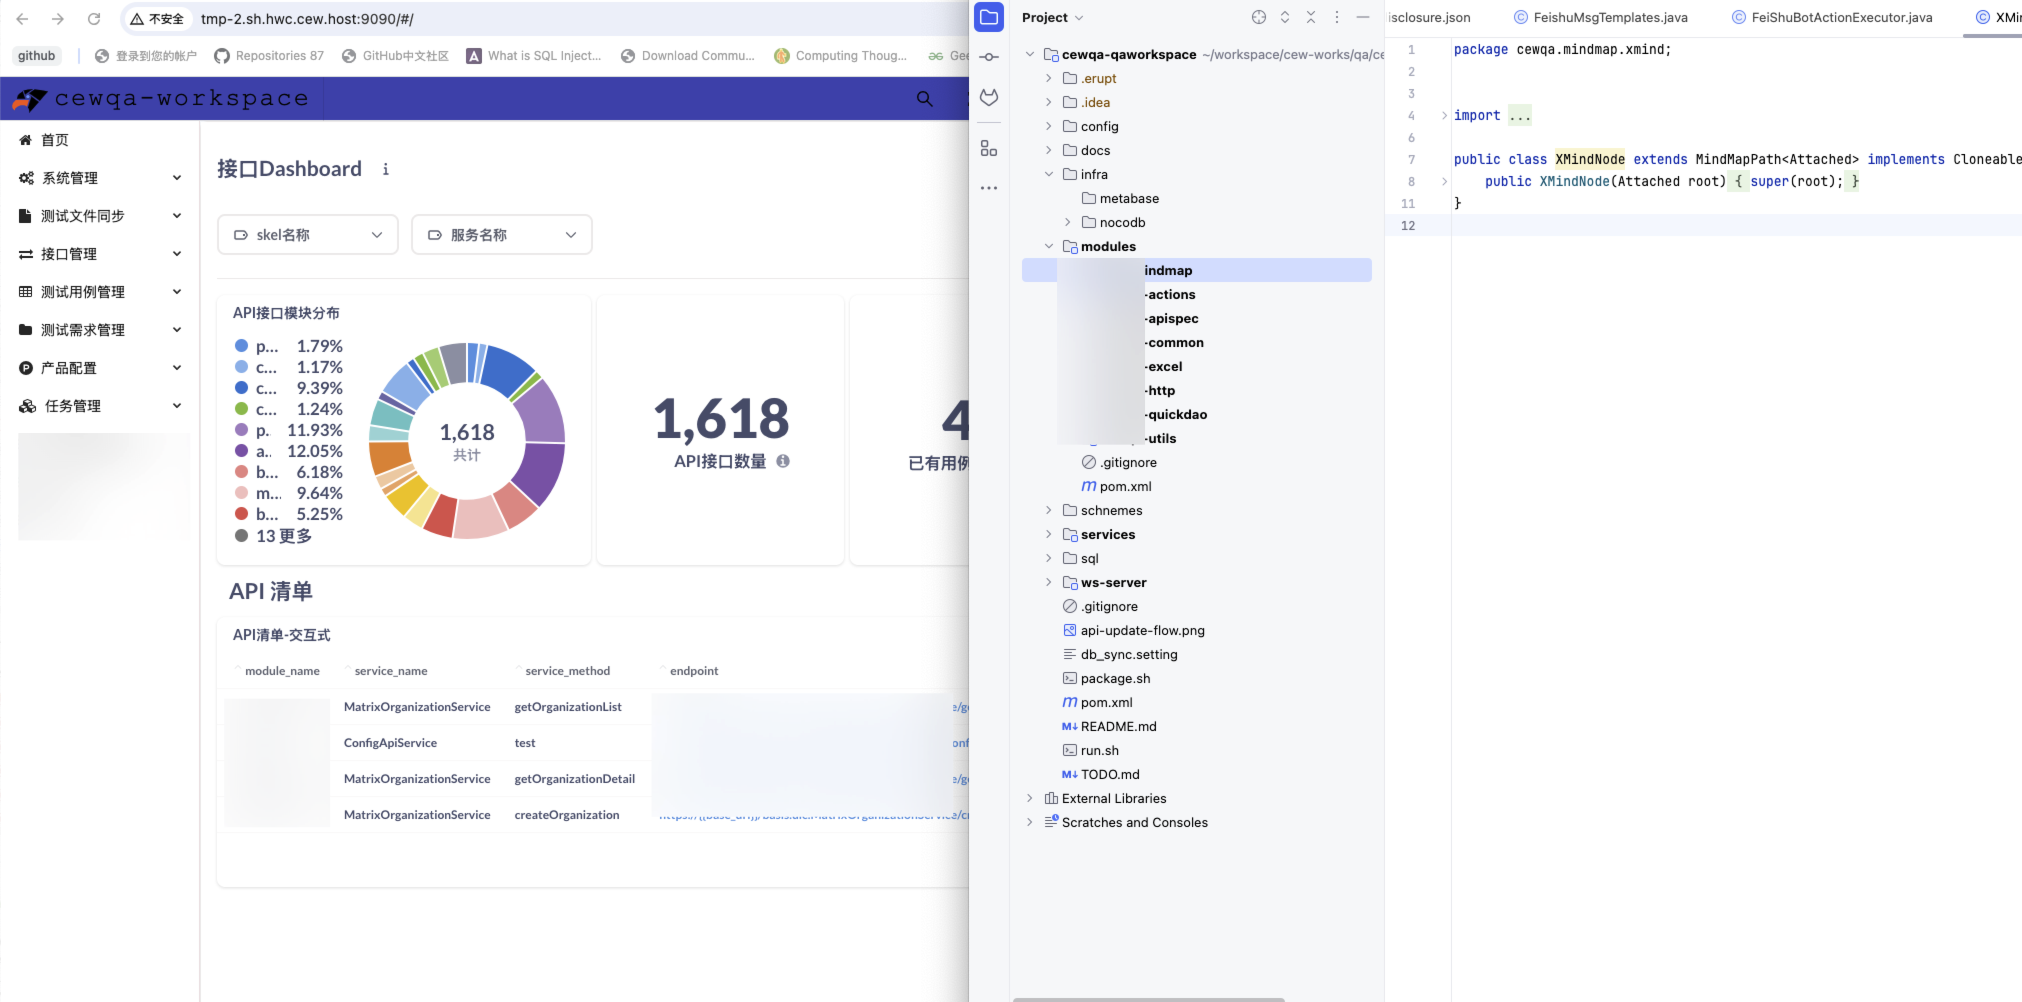 不安全 tmp-2.sh.hwc.cew.host:9090/#/
github 登录到您的帐户 Repositories 87 GitHub中文社区 What is SQL Inject... Download Commu... Computing Thoug...
cewqa-workspace
首页
系统管理
测试文件同步
接口管理
测试用例管理
测试需求管理
产品配置
任务管理
接口Dashboard
skel名称 服务名称
API接口模块分布
p... 1.79%
c... 1.17%
c... 9.39%
c... 1.24%
p.. 11.93%
a.. 12.05%
b... 6.18%
m... 9.64%
b... 5.25%
13 更多
1,618
共计
1,618
API接口数量
4
已有用例
API 清单
API清单-交互式
module_name service_name service_method endpoint
MatrixOrganizationService getOrganizationList
ConfigApiService test
MatrixOrganizationService getOrganizationDetail
MatrixOrganizationService createOrganization
Project
cewqa-qaworkspace ~/workspace/cew-works/qa/ce
.erupt
.idea
config
docs
infra
metabase
nocodb
modules
indmap
-actions
-apispec
-common
-excel
-http
-quickdao
-utils
.gitignore
pom.xml
schnemes
services
sql
ws-server
.gitignore
api-update-flow.png
db_sync.setting
package.sh
pom.xml
README.md
run.sh
TODO.md
External Libraries
Scratches and Consoles
isclosure.json FeishuMsgTemplates.java FeiShuBotActionExecutor.java XMin
1 package cewqa.mindmap.xmind;
2
3
4 import ...
6
7 public class XMindNode extends MindMapPath<Attached> implements Cloneable
8 public XMindNode(Attached root) { super(root); }
11 }
12